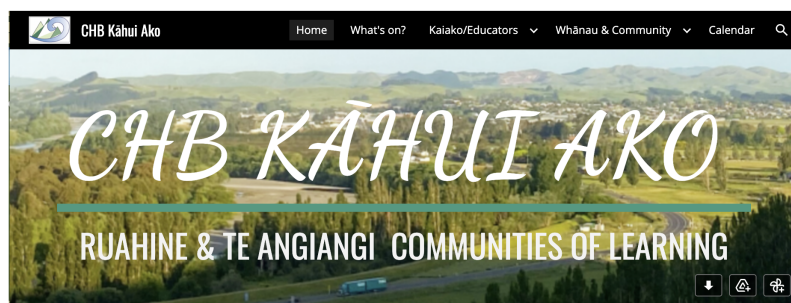 CHB Kāhui Ako
Home What's on? Kaiako/Educators Whānau & Community Calendar
CHB KĀHUI AKO
RUAHINE & TE ANGIANGI COMMUNITIES OF LEARNING